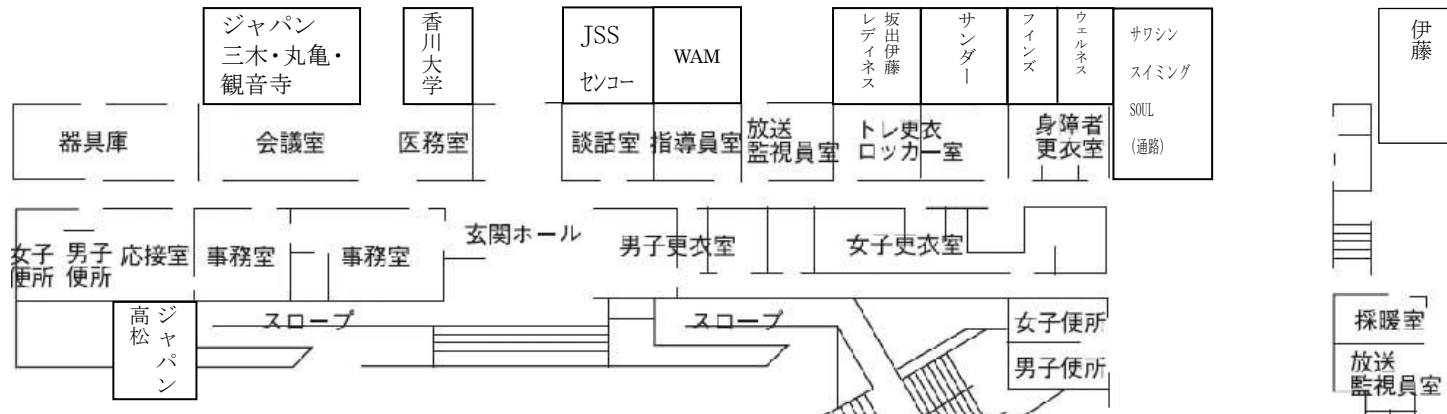 ジャパン
三木・丸亀・
観音寺
香川大学
JSS
センコー
WAM
坂出伊藤
レディネス
サンダー
フインズ
ウェルネス
サワシン
スイミング
SOUL
(通路)
伊藤
器具庫
会議室
医務室
談話室
指導員室
放送
監視員室
トレ更衣
ロッカー室
身障者
更衣室
女子
便所
男子
便所
応接室
事務室
事務室
玄関ホール
男子更衣室
女子更衣室
ジャパン
高松
スロープ
スロープ
女子便所
男子便所
採暖室
放送
監視員室